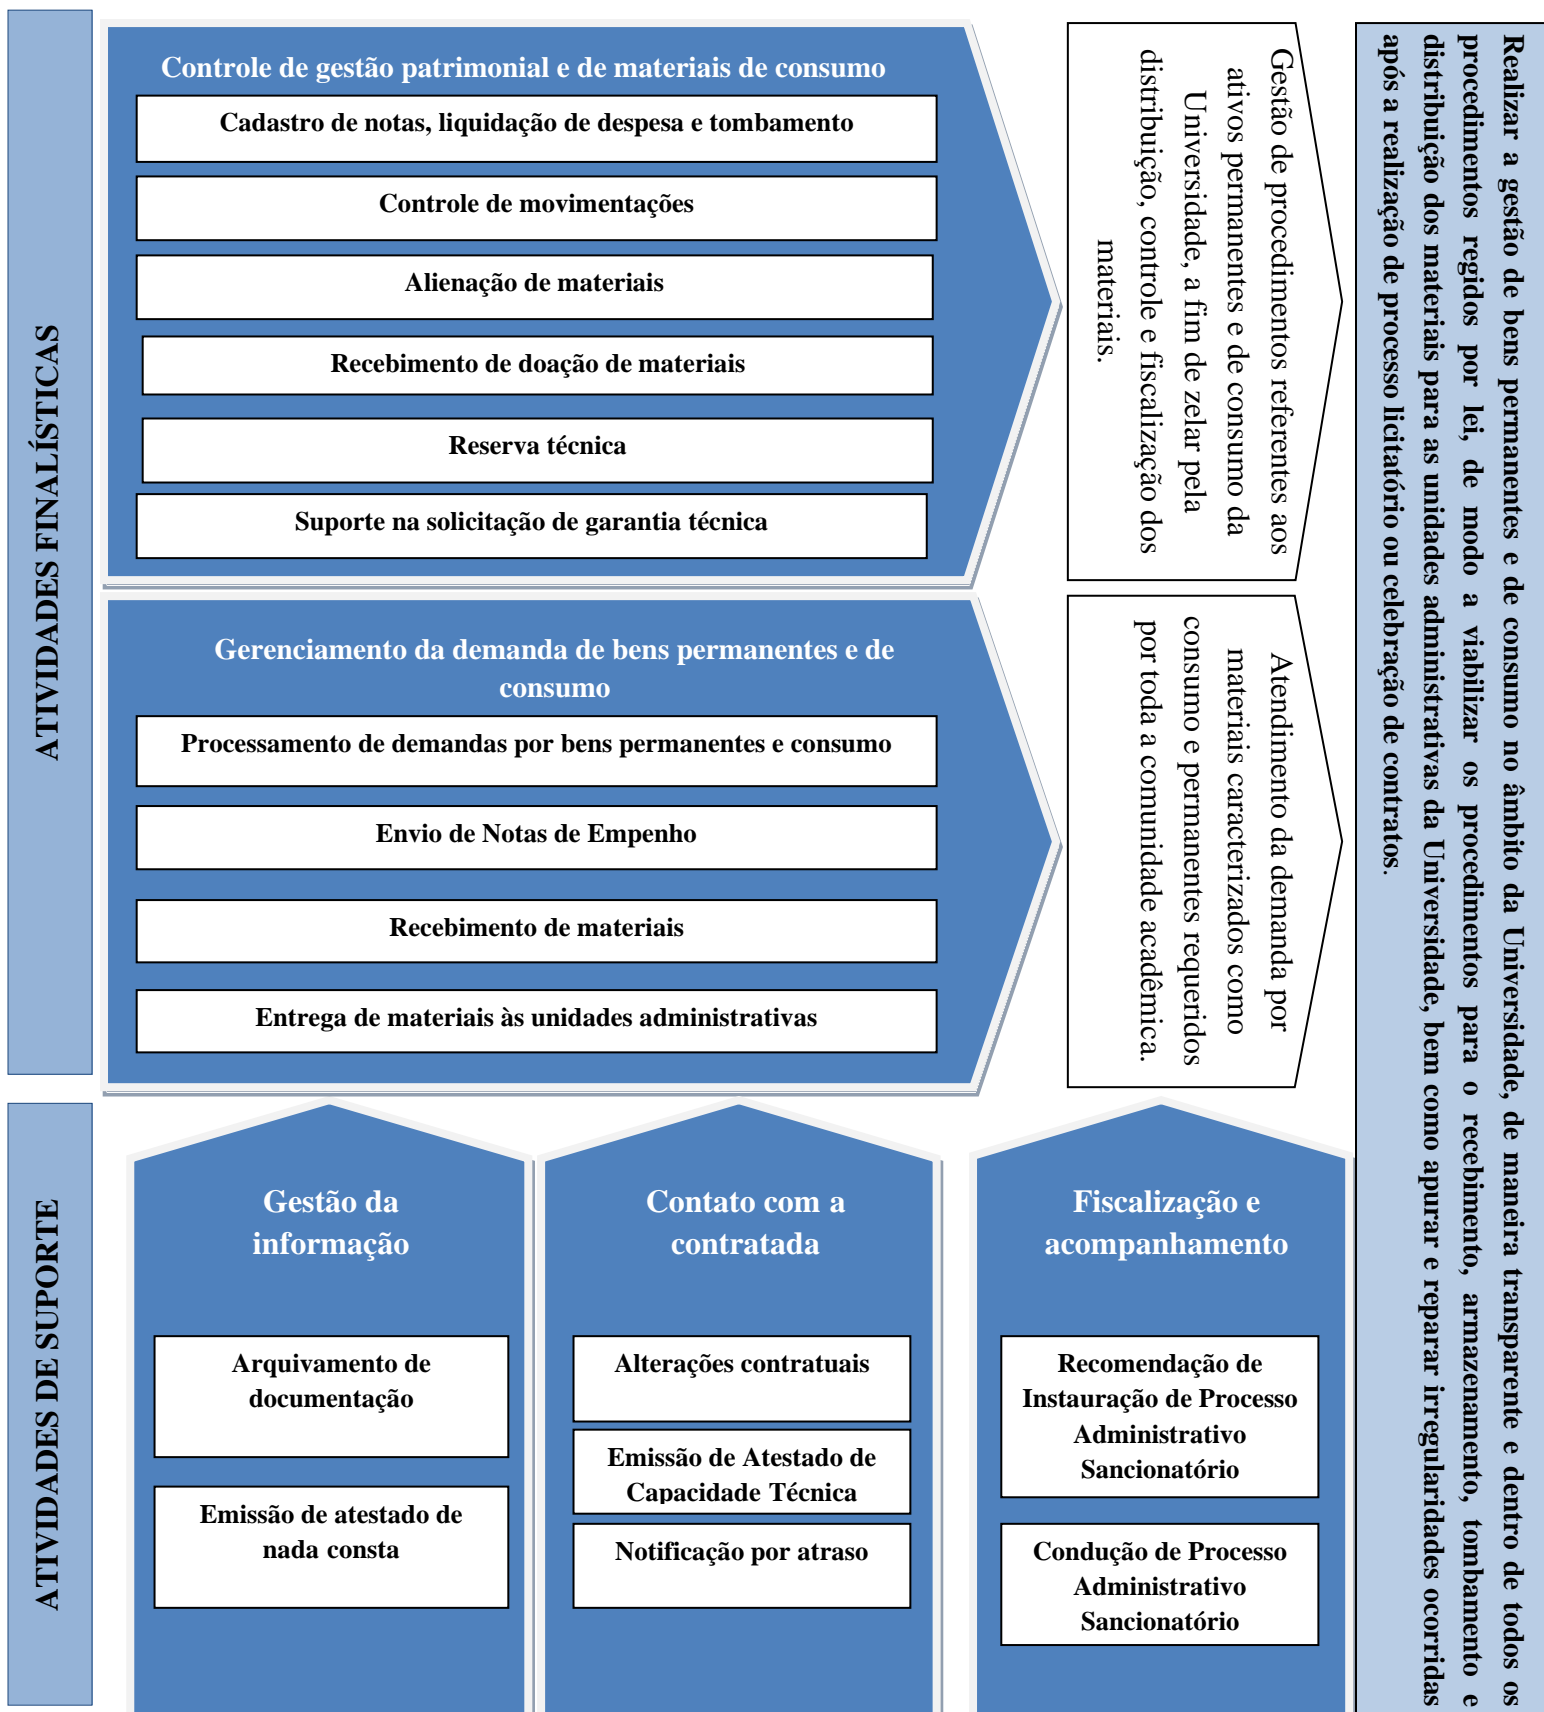 ATIVIDADES FINALÍSTICAS
Controle de gestão patrimonial e de materiais de consumo
Cadastro de notas, liquidação de despesa e tombamento
Controle de movimentações
Alienação de materiais
Recebimento de doação de materiais
Reserva técnica
Suporte na solicitação de garantia técnica
Gestão de procedimentos referentes aos
ativos permanentes e de consumo da
Universidade, a fim de zelar pela
distribuição, controle e fiscalização dos
materiais.
Gerenciamento da demanda de bens permanentes e de
consumo
Processamento de demandas por bens permanentes e consumo
Envio de Notas de Empenho
Recebimento de materiais
Entrega de materiais às unidades administrativas
Atendimento da demanda por
materiais caracterizados como
consumo e permanentes requeridos
por toda a comunidade acadêmica.
ATIVIDADES DE SUPORTE
Gestão da
informação
Arquivamento de
documentação
Emissão de atestado de
nada consta
Contato com a
contratada
Alterações contratuais
Emissão de Atestado de
Capacidade Técnica
Notificação por atraso
Fiscalização e
acompanhamento
Recomendação de
Instauração de Processo
Administrativo
Sancionatório
Condução de Processo
Administrativo
Sancionatório
Realizar a gestão de bens permanentes e de consumo no âmbito da Universidade, de maneira transparente e dentro de todos os
procedimentos regidos por lei, de modo a viabilizar os procedimentos para o recebimento, armazenamento, tombamento e
distribuição dos materiais para as unidades administrativas da Universidade, bem como apurar e reparar irregularidades ocorridas
após a realização de processo licitatório ou celebração de contratos.